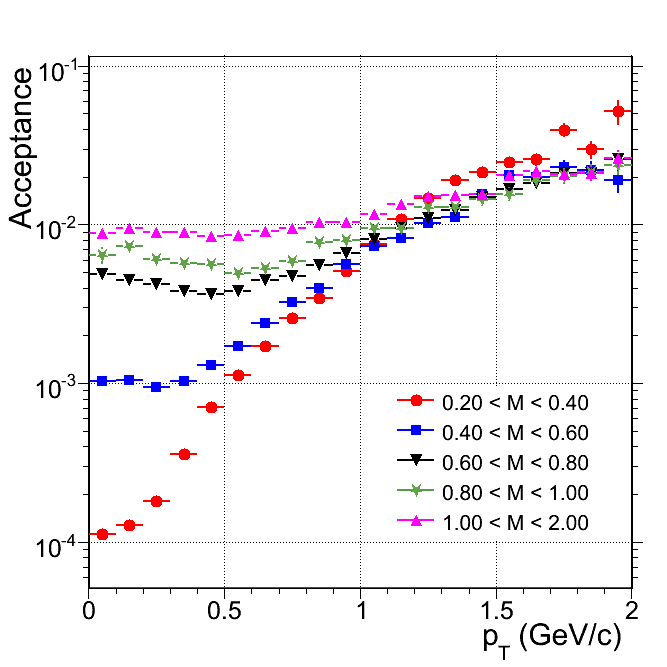 Acceptance
10-1
10-2
10-3
10-4
0.20 < M < 0.40
0.40 < M < 0.60
0.60 < M < 0.80
0.80 < M < 1.00
1.00 < M < 2.00
0 0.5 1 1.5 2
pT (GeV/c)